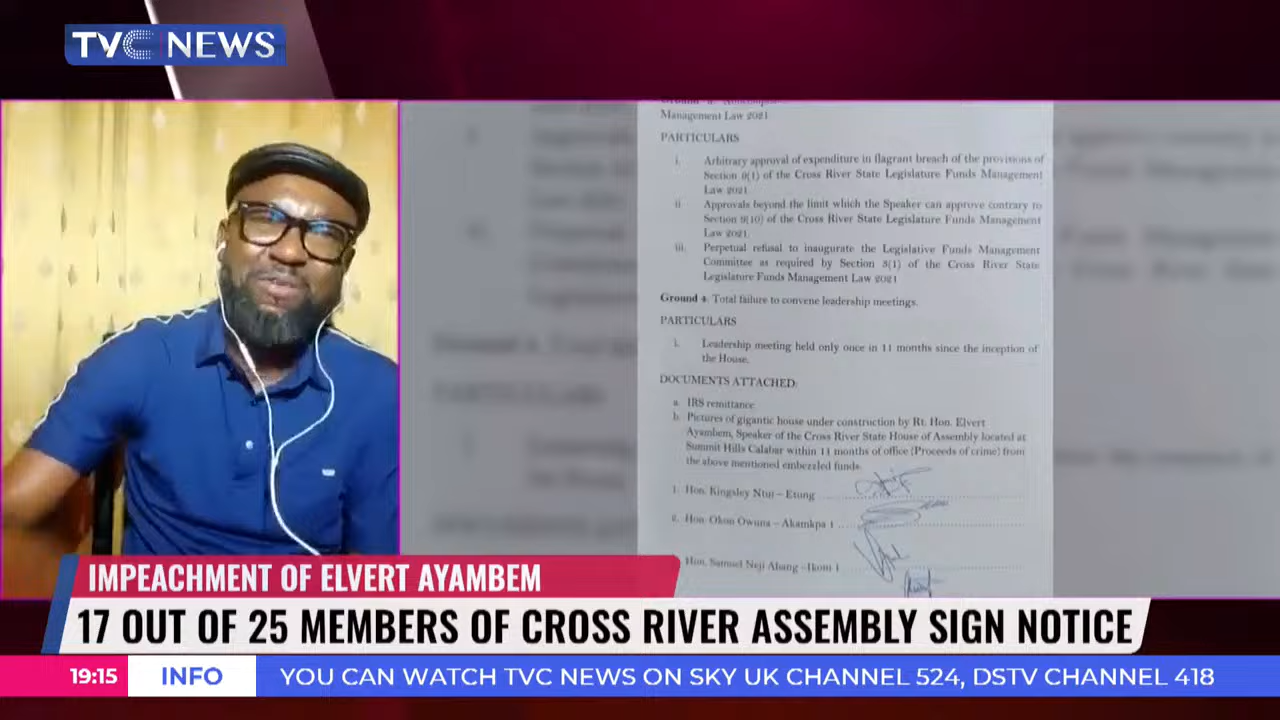 TVC NEWS
Management Law 2021
PARTICULARS
i. Arbitrary approval of expenditure in flagrant breach of the provisions of
Section 9(1) of the Cross River State Legislature Funds Management
Law 2021
ii Approvals beyond the limit which the Speaker can approve contrary to
Section 9(10) of the Cross River State Legislature Funds Management
Law 2021.
iii. Perpetual refusal to inaugurate the Legislative Funds Management
Committee as required by Section 3(1) of the Cross River State
Legislature Funds Management Law 2021
Ground 4. Total failure to convene leadership meetings.
PARTICULARS
i. Leadership meeting held only once in 11 months since the inception of
the House.
DOCUMENTS ATTACHED:
a. IRS remittance
b. Pictures of gigantic house under construction by Rt. Hon. Elvert
Ayambem, Speaker of the Cross River State House of Assembly located at
Summit Hills Calabar within 11 months of office (Proceeds of crime) from
the above mentioned embezzled funds.
1. Hon. Kingsley Ntui – Etung
2. Hon. Okon Owuna – Akamkpa 1
Hon. Samuel Neji Abang – Ikom 1
IMPEACHMENT OF ELVERT AYAMBEM
17 OUT OF 25 MEMBERS OF CROSS RIVER ASSEMBLY SIGN NOTICE
19:15 INFO YOU CAN WATCH TVC NEWS ON SKY UK CHANNEL 524, DSTV CHANNEL 418